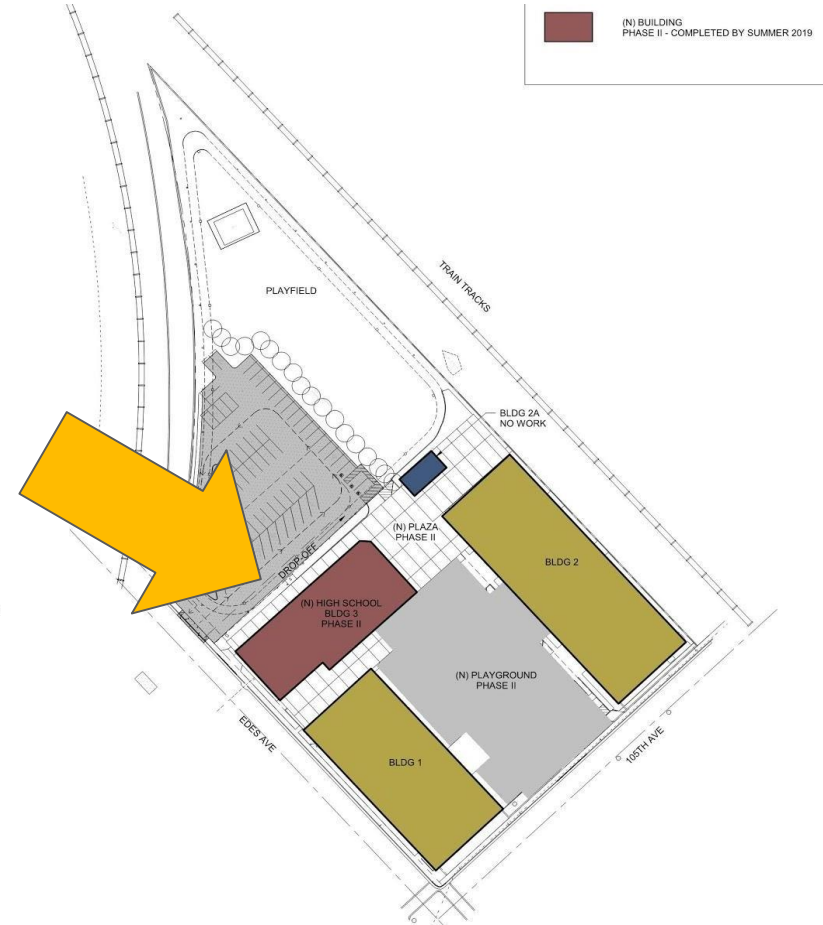 (N) BUILDING
PHASE II - COMPLETED BY SUMMER 2019
TRAIN TRACKS
PLAYFIELD
BLDG 2A
NO WORK
(N) PLAZA
PHASE II
DROP-OFF
BLDG 2
(N) HIGH SCHOOL
BLDG 3
PHASE II
(N) PLAYGROUND
PHASE II
EDES AVE
105TH AVE
BLDG 1